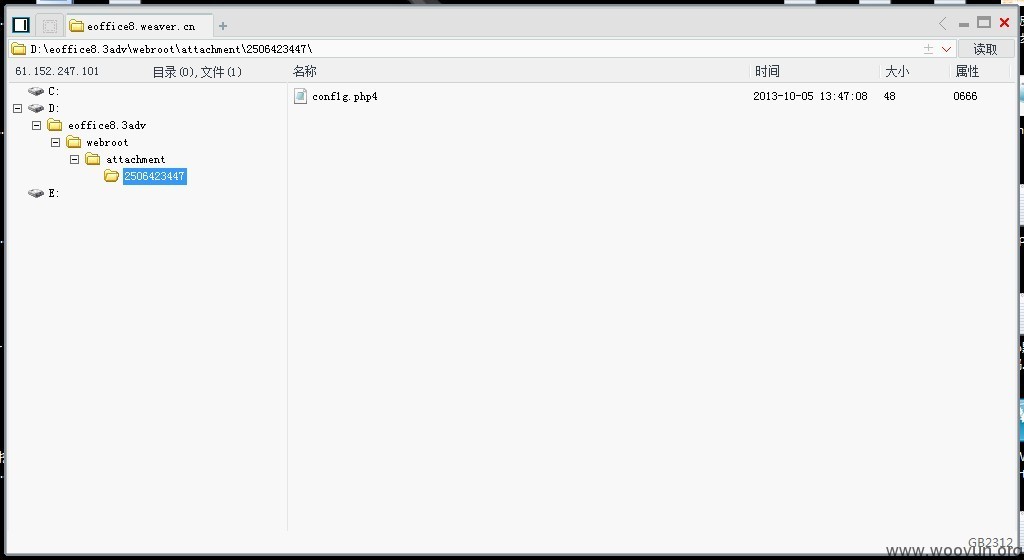 eoffice8.weaver.cn
D:\eoffice8.3adv\webroot\attachment\2506423447\
读取
61.152.247.101 目录(0),文件(1) 名称 时间 大小 属性
C:
conf1g.php4 2013-10-05 13:47:08 48 0666
D:
eoffice8.3adv
webroot
attachment
2506423447
E:
GB2312
www.wooyun.org